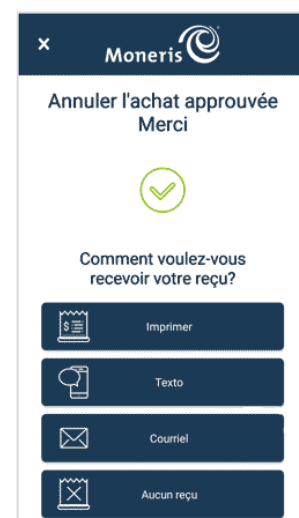 ×
Moneris
Annuler l'achat approuvée
Merci
Comment voulez-vous
recevoir votre reçu?
Imprimer
Texto
Courriel
Aucun reçu